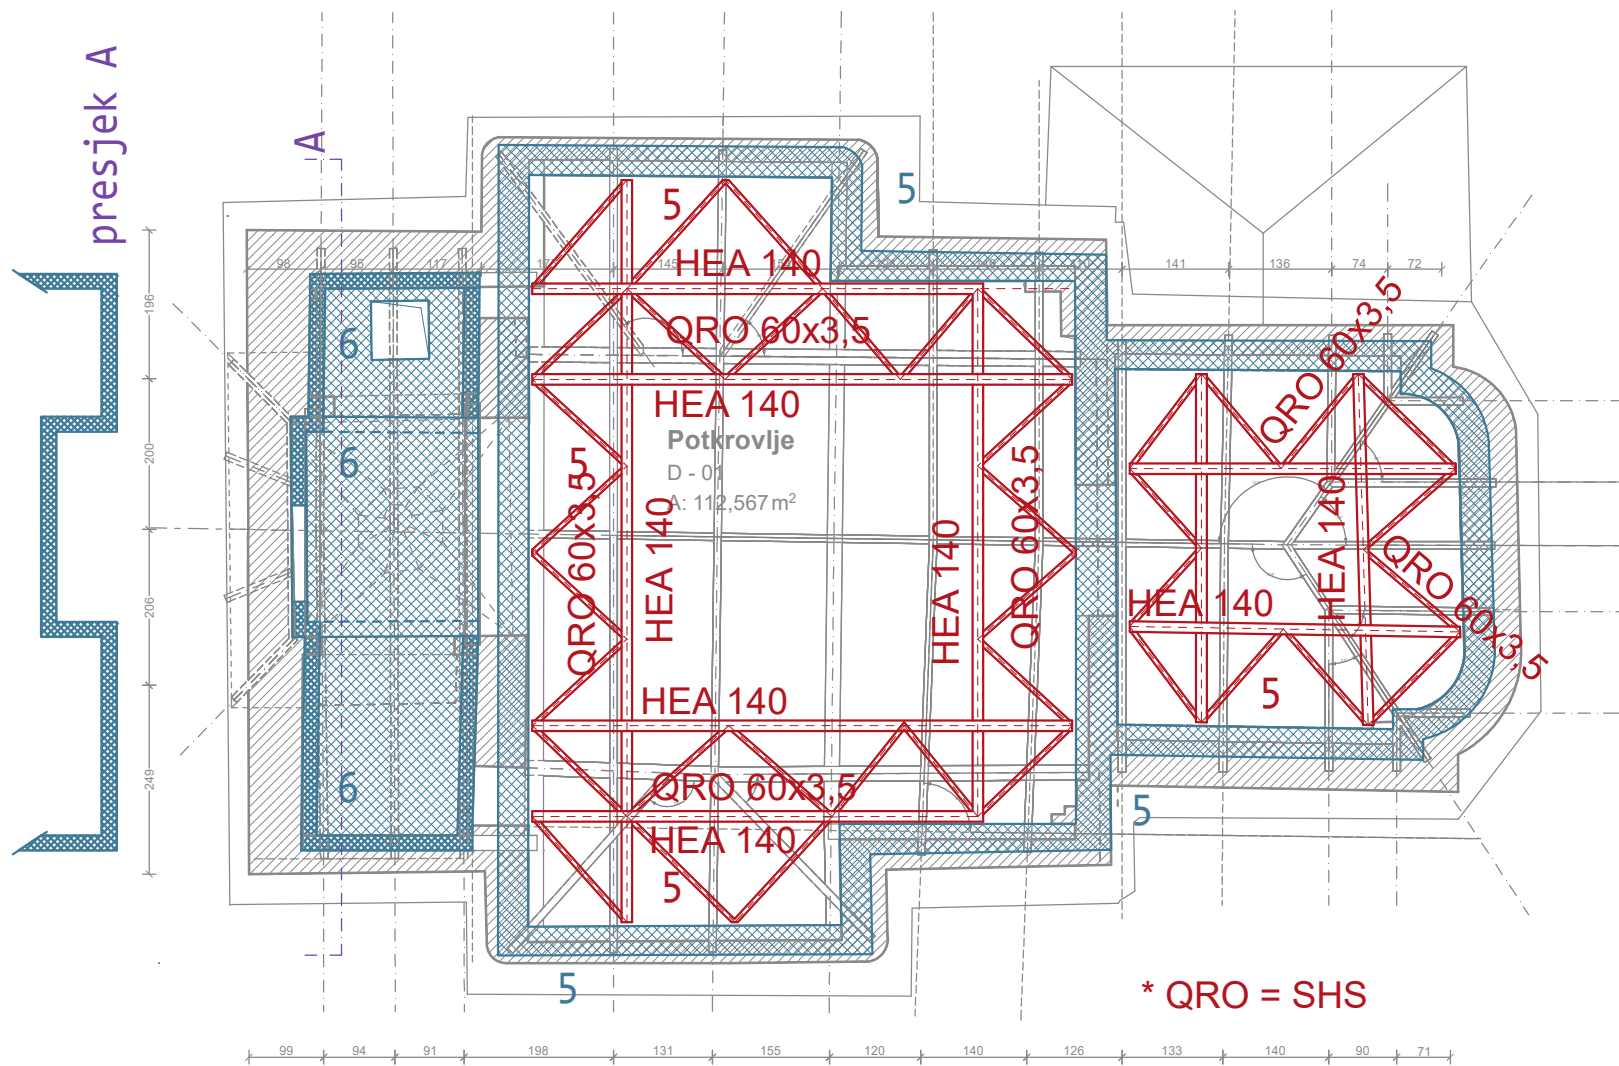 presjek A
A
5
5
HEA 140
98
95
117
145
141
136
74
72
QRO 60x3,5
QRO 60x3,5
6
HEA 140
Potkrovlje
D - 01
A: 112,567 m²
6
5
QRO 60x3,5
HEA 140
HEA 140
QRO 60x3,5
HEA 140
QRO 60x3,5
HEA 140
HEA 140
5
QRO 60x3,5
6
HEA 140
5
5
5
* QRO = SHS
196
200
206
249
99
94
91
198
131
155
120
140
126
133
140
90
71